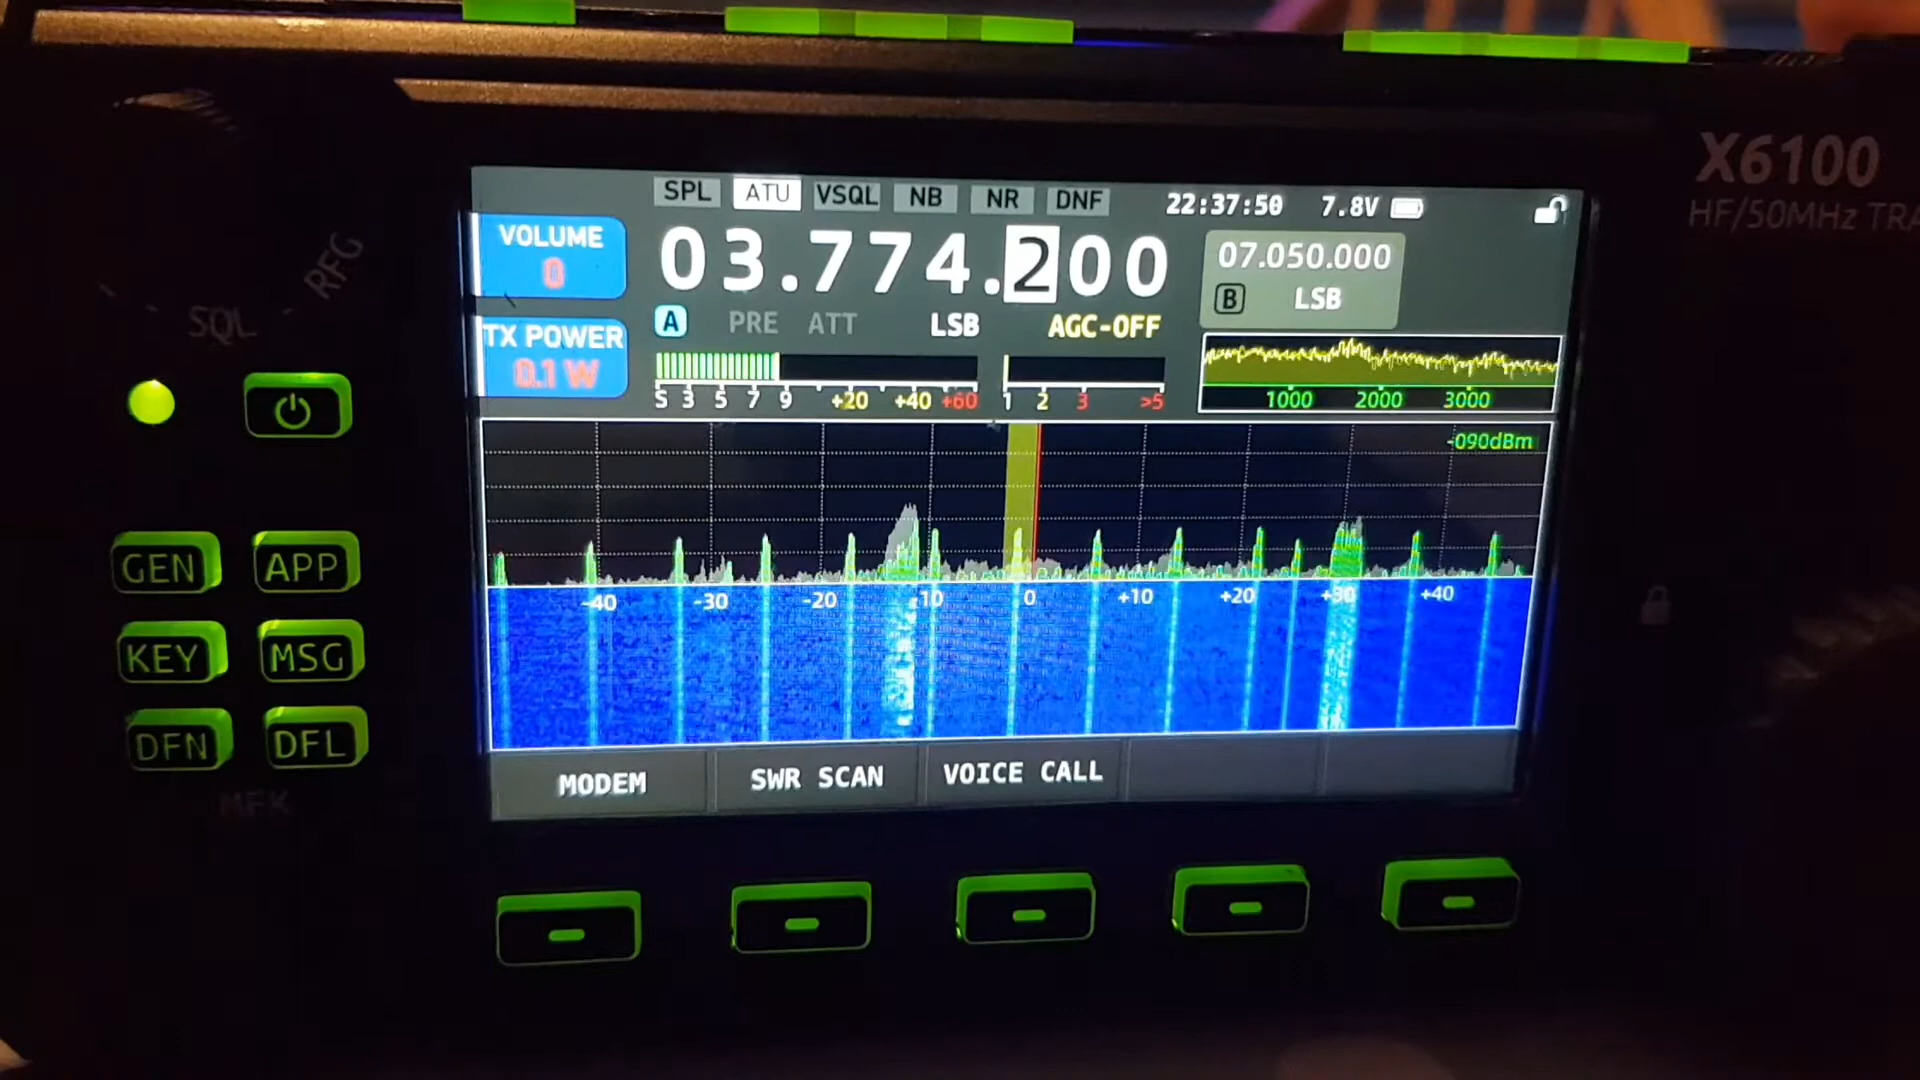 X6100
HF/50MHz TRA
SPL ATU VSQL NB NR DNF 22:37:50 7.8V
VOLUME
0
03.774.200
07.050.000
B LSB
TX POWER
0.1 W
A PRE ATT LSB AGC-OFF
S 3 5 7 9 +20 +40 +60 1 2 3 >5
1000 2000 3000
-090dBm
-40 -30 -20 -10 0 +10 +20 +30 +40
MODEM SWR SCAN VOICE CALL
RFG
SQL
GEN APP
KEY MSG
DFN DFL
MFK